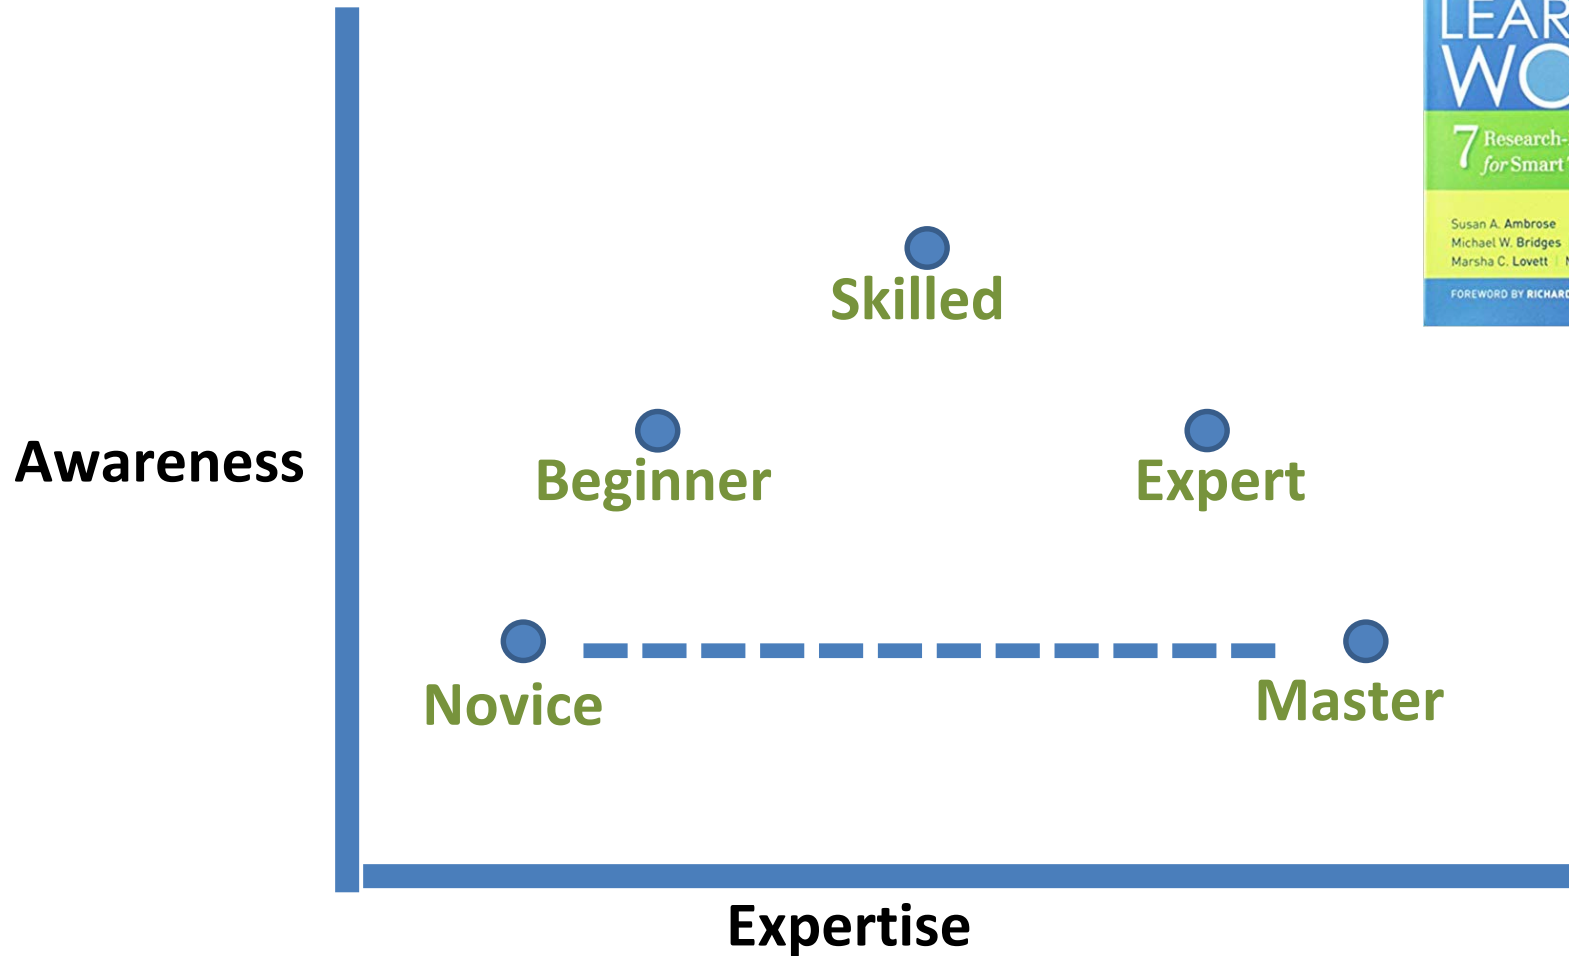 LEAR
WO
7 Research-
for Smart
Susan A. Ambrose
Michael W. Bridges
Marsha C. Lovett
FOREWORD BY RICHARD
Skilled
Awareness
Beginner
Expert
Novice
Master
Expertise